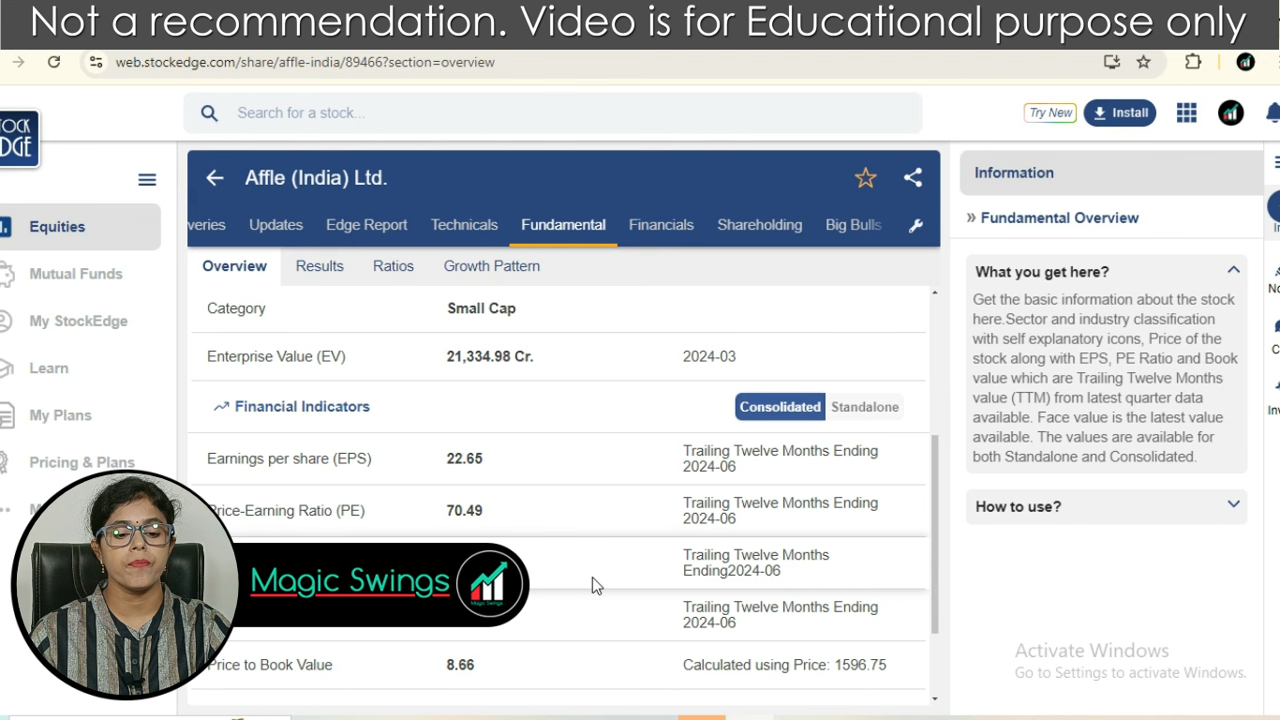 Not a recommendation. Video is for Educational purpose only
web.stockedge.com/share/affle-india/89466?section=overview
STOCK
EDGE
Search for a stock...
Try New
Install
Affle (India) Ltd.
Updates
Edge Report
Technicals
Fundamental
Financials
Shareholding
Big Bulls
Overview
Results
Ratios
Growth Pattern
Equities
Mutual Funds
My StockEdge
Learn
My Plans
Pricing & Plans
Category
Small Cap
Enterprise Value (EV)
21,334.98 Cr.
2024-03
Financial Indicators
Consolidated
Standalone
Earnings per share (EPS)
22.65
Trailing Twelve Months Ending
2024-06
Price-Earning Ratio (PE)
70.49
Trailing Twelve Months Ending
2024-06
Trailing Twelve Months
Ending2024-06
Trailing Twelve Months Ending
2024-06
Price to Book Value
8.66
Calculated using Price: 1596.75
Magic Swings
Magic Swings
Information
» Fundamental Overview
What you get here?
Get the basic information about the stock
here.Sector and industry classification
with self explanatory icons, Price of the
stock along with EPS, PE Ratio and Book
value which are Trailing Twelve Months
value (TTM) from latest quarter data
available. Face value is the latest value
available. The values are available for
both Standalone and Consolidated.
How to use?
Activate Windows
Go to Settings to activate Windows.